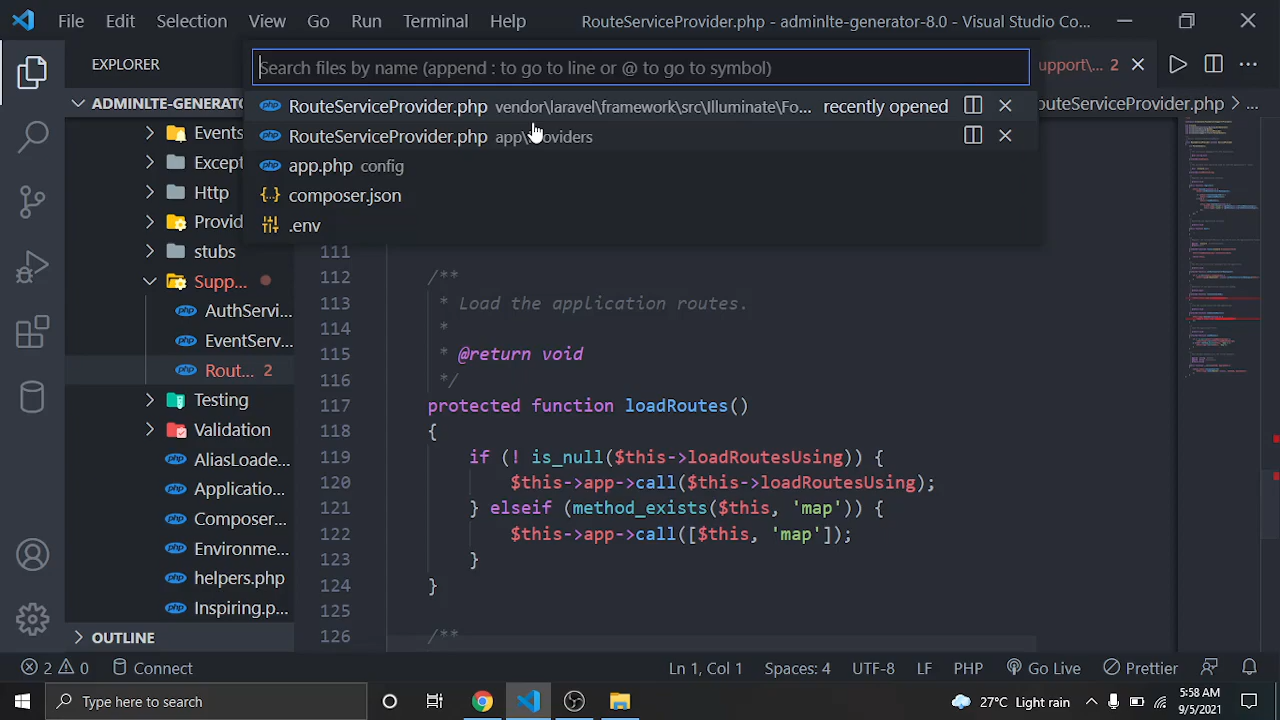 File Edit Selection View Go Run Terminal Help RouteServiceProvider.php - adminlte-generator-8.0 - Visual Studio Co...
EXPLORER
Search files by name (append : to go to line or @ to go to symbol)
upport\... 2
ADMINLTE-GENERATO
RouteServiceProvider.php vendor\laravel\framework\src\Illuminate\Fo... recently opened
RouteServiceProvider.php ...
RouteServiceProvider.php app\Providers
Events
app.php config
Except
composer.json
Http
.env
Provid
stubs
Supp...
AuthServi...
EventServ...
Rout... 2
Testing
Validation
AliasLoade...
Applicatio...
Composer...
Environme...
helpers.php
Inspiring.p...
OUTLINE
111
112 /**
113 * Load the application routes.
114 *
115 * @return void
116 */
117 protected function loadRoutes()
118 {
119 if (! is_null($this->loadRoutesUsing)) {
120 $this->app->call($this->loadRoutesUsing);
121 } elseif (method_exists($this, 'map')) {
122 $this->app->call([$this, 'map']);
123 }
124 }
125
126 /**
2 0 Connect Ln 1, Col 1 Spaces: 4 UTF-8 LF PHP Go Live Prettier
Type here to search
27°C Light rain
5:58 AM
9/5/2021